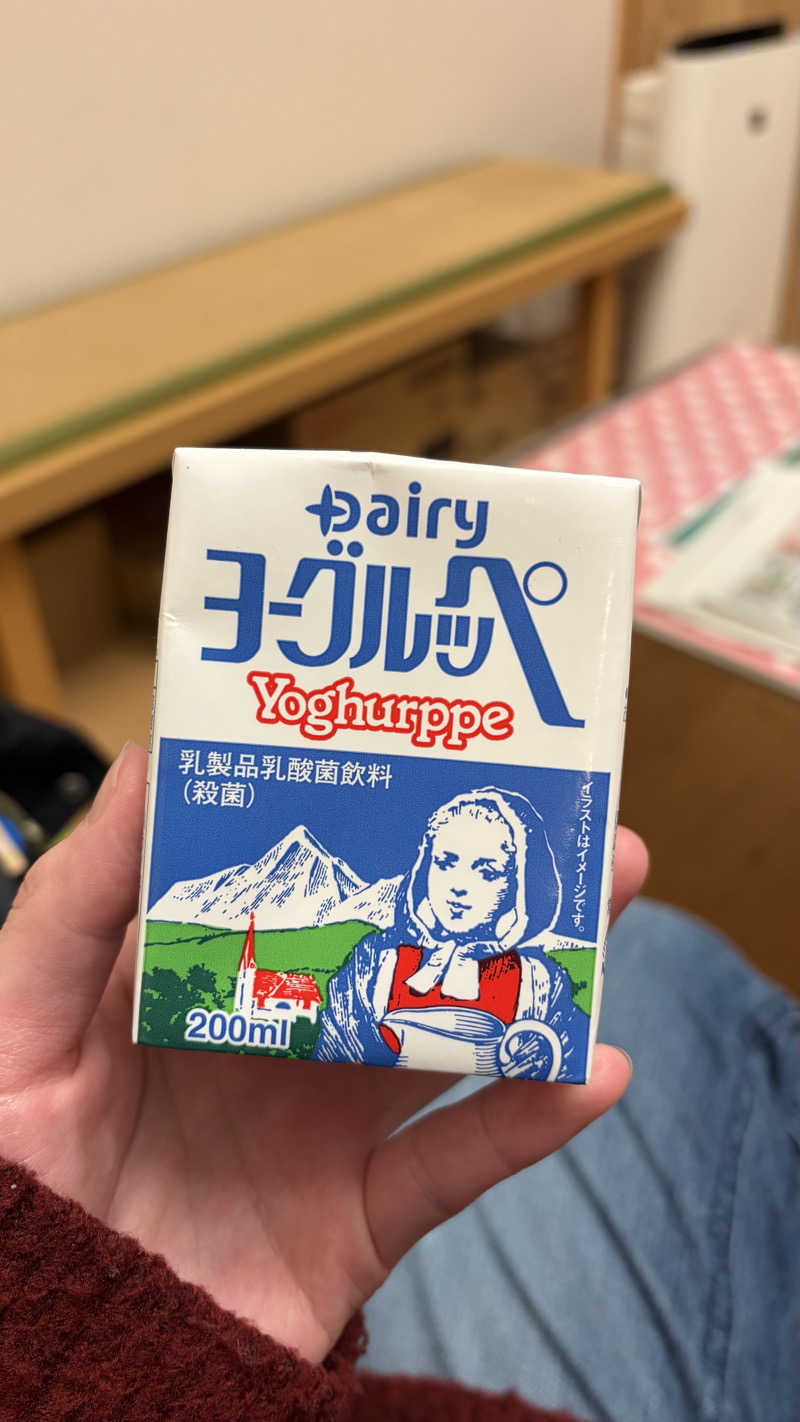 Dairy
ヨーグルッペ
Yoghurppe
乳製品乳酸菌飲料
(殺菌)
イラストはイメージです。
200ml